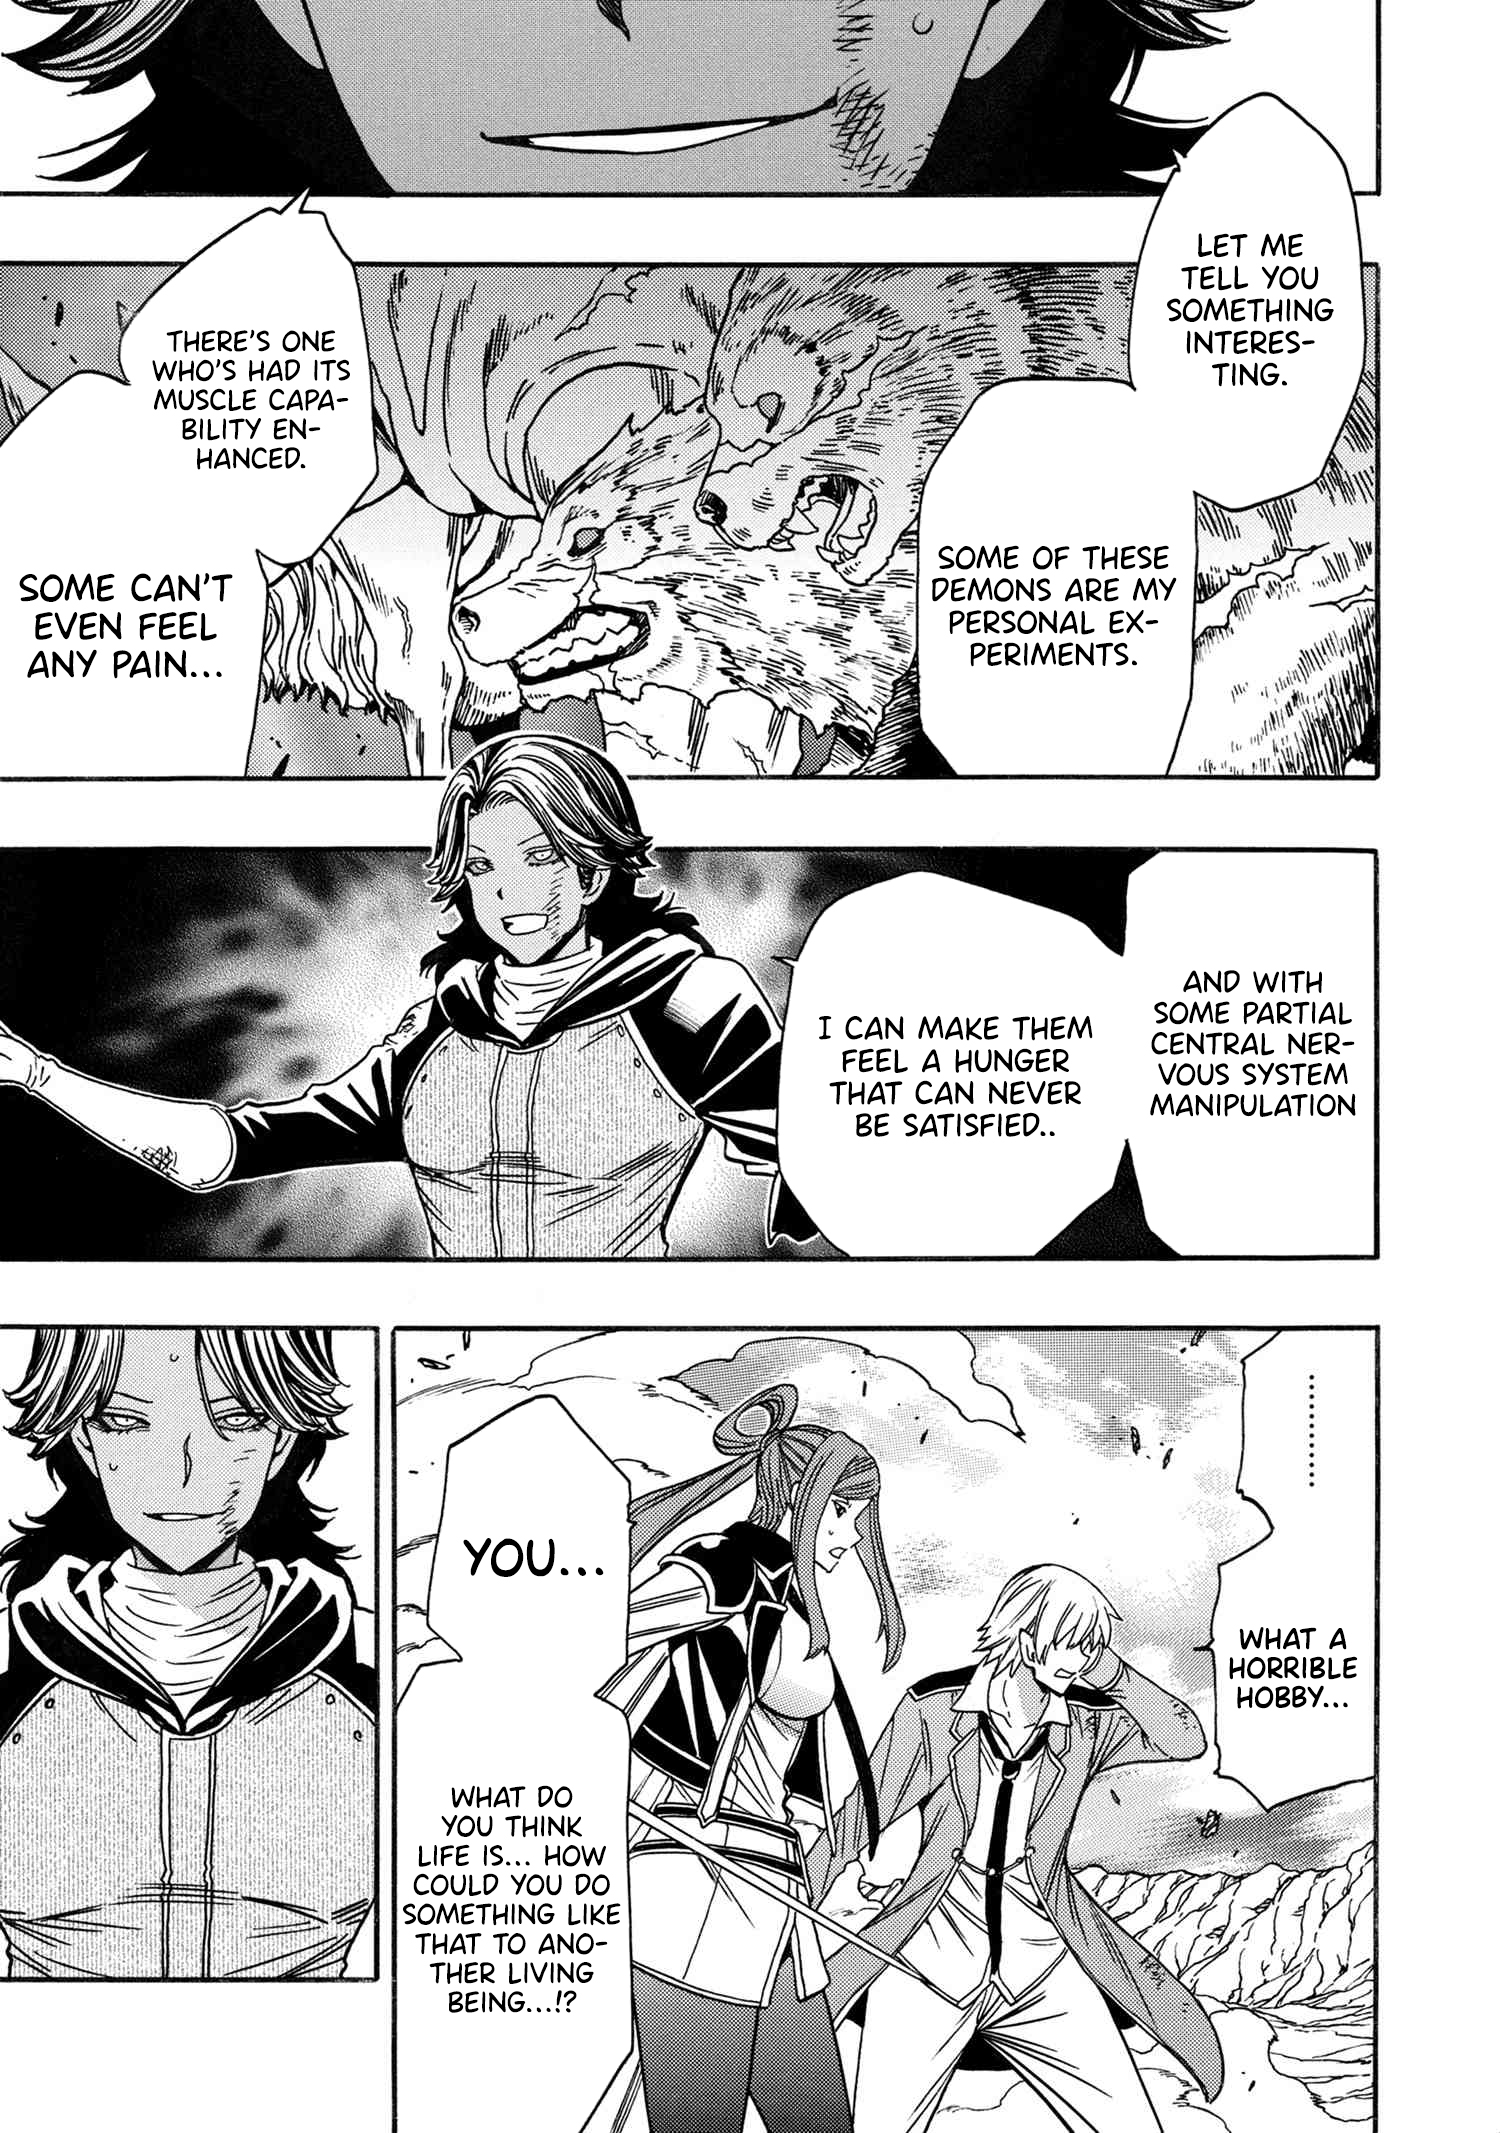 LET ME
TELL YOU
SOMETHING
INTERES-
TING.
SOME OF THESE
DEMONS ARE MY
PERSONAL EX-
PERIMENTS.
THERE'S ONE
WHO'S HAD ITS
MUSCLE CAPA-
BILITY EN-
HANCED.
SOME CAN'T
EVEN FEEL
ANY PAIN...
AND WITH
SOME PARTIAL
CENTRAL NER-
VOUS SYSTEM
MANIPULATION
I CAN MAKE THEM
FEEL A HUNGER
THAT CAN NEVER
BE SATISFIED..
.........
WHAT A
HORRIBLE
HOBBY...
YOU...
WHAT DO
YOU THINK
LIFE IS... HOW
COULD YOU DO
SOMETHING LIKE
THAT TO ANO-
THER LIVING
BEING...!?